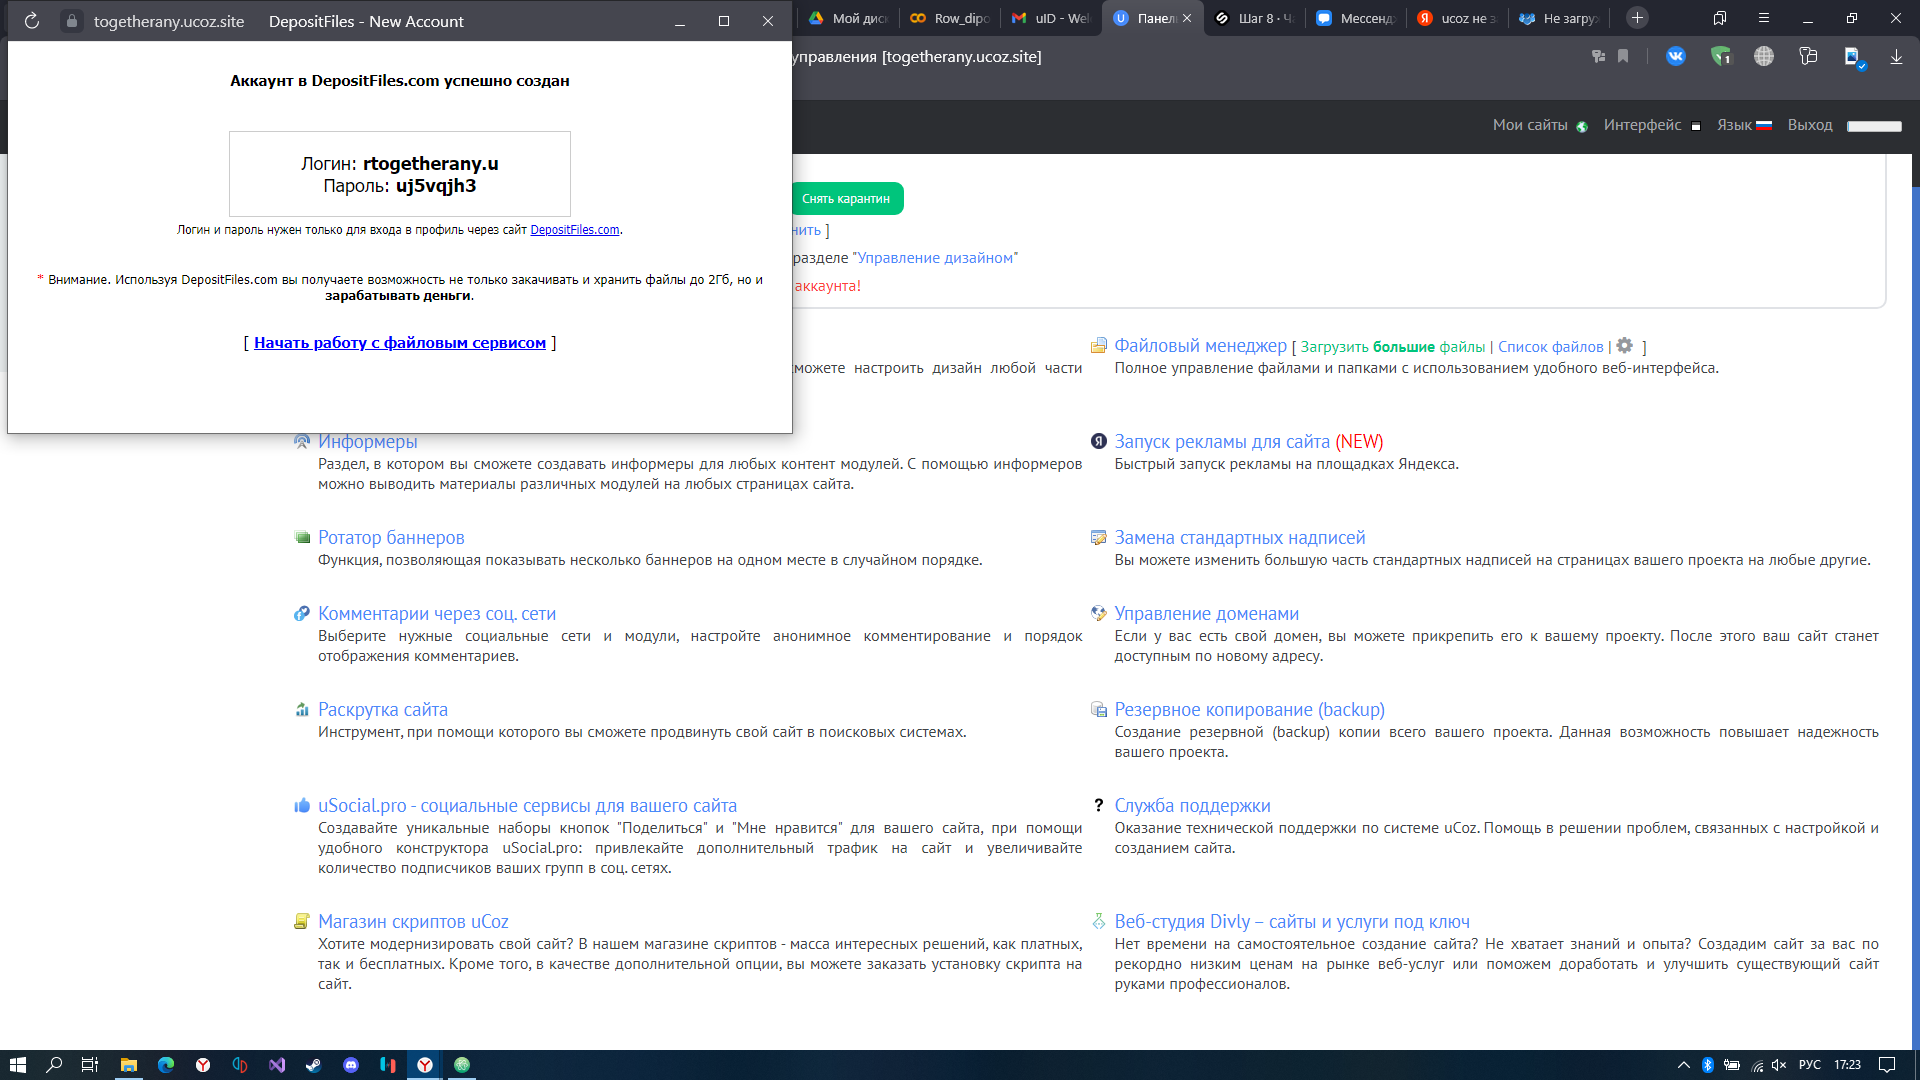 togetherany.ucoz.site DepositFiles - New Account
Мой диск
Row_dipo
uID - Wel
Панель
Шаг 8 · Ча
Мессендж
ucoz не за
Не загруж
управления [togetherany.ucoz.site]
1
Мои сайты Интерфейс Язык Выход
Аккаунт в DepositFiles.com успешно создан
Логин: rtogetherany.u
Пароль: uj5vqjh3
Логин и пароль нужен только для входа в профиль через сайт DepositFiles.com.
* Внимание. Используя DepositFiles.com вы получаете возможность не только закачивать и хранить файлы до 2Гб, но и
зарабатывать деньги.
[ Начать работу с файловым сервисом ]
Снять карантин
нить ]
разделе "Управление дизайном"
аккаунта!
сможете настроить дизайн любой части
Файловый менеджер [ Загрузить большие файлы | Список файлов | ]
Полное управление файлами и папками с использованием удобного веб-интерфейса.
Информеры
Раздел, в котором вы сможете создавать информеры для любых контент модулей. С помощью информеров
можно выводить материалы различных модулей на любых страницах сайта.
Запуск рекламы для сайта (NEW)
Быстрый запуск рекламы на площадках Яндекса.
Ротатор баннеров
Функция, позволяющая показывать несколько баннеров на одном месте в случайном порядке.
Замена стандартных надписей
Вы можете изменить большую часть стандартных надписей на страницах вашего проекта на любые другие.
Комментарии через соц. сети
Выберите нужные социальные сети и модули, настройте анонимное комментирование и порядок
отображения комментариев.
Управление доменами
Если у вас есть свой домен, вы можете прикрепить его к вашему проекту. После этого ваш сайт станет
доступным по новому адресу.
Раскрутка сайта
Инструмент, при помощи которого вы сможете продвинуть свой сайт в поисковых системах.
Резервное копирование (backup)
Создание резервной (backup) копии всего вашего проекта. Данная возможность повышает надежность
вашего проекта.
uSocial.pro - социальные сервисы для вашего сайта
Создавайте уникальные наборы кнопок "Поделиться" и "Мне нравится" для вашего сайта, при помощи
удобного конструктора uSocial.pro: привлекайте дополнительный трафик на сайт и увеличивайте
количество подписчиков ваших групп в соц. сетях.
Служба поддержки
Оказание технической поддержки по системе uCoz. Помощь в решении проблем, связанных с настройкой и
созданием сайта.
Магазин скриптов uCoz
Хотите модернизировать свой сайт? В нашем магазине скриптов - масса интересных решений, как платных,
так и бесплатных. Кроме того, в качестве дополнительной опции, вы можете заказать установку скрипта на
сайт.
Веб-студия Divly – сайты и услуги под ключ
Нет времени на самостоятельное создание сайта? Не хватает знаний и опыта? Создадим сайт за вас по
рекордно низким ценам на рынке веб-услуг или поможем доработать и улучшить существующий сайт
руками профессионалов.
РУС 17:23